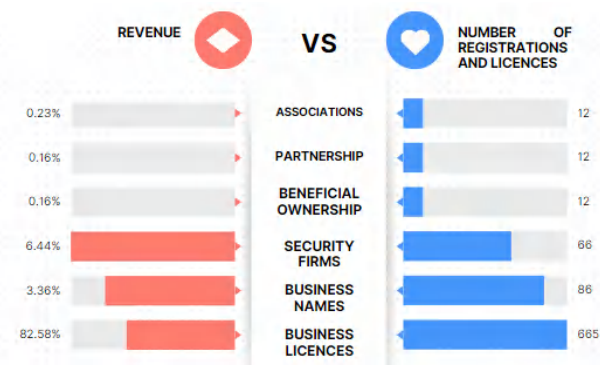 REVENUE
VS
NUMBER OF
REGISTRATIONS
AND LICENCES
0.23%
ASSOCIATIONS
12
0.16%
PARTNERSHIP
12
0.16%
BENEFICIAL
OWNERSHIP
12
6.44%
SECURITY
FIRMS
66
3.36%
BUSINESS
NAMES
86
82.58%
BUSINESS
LICENCES
665